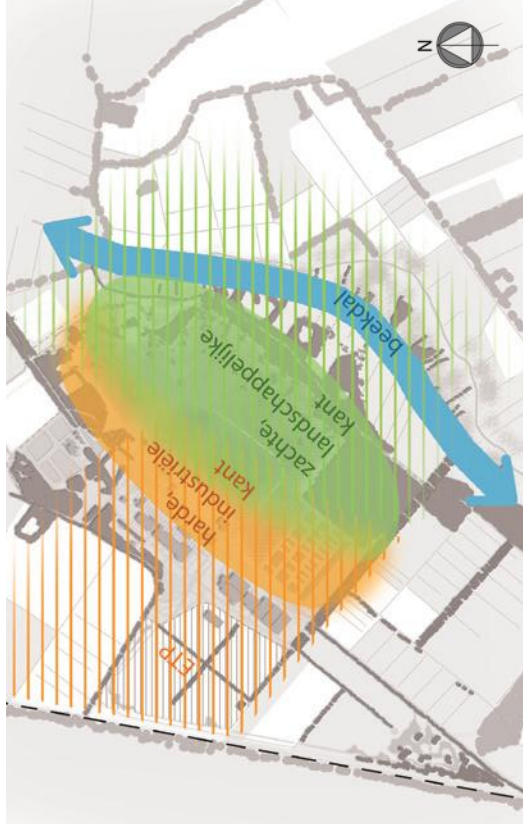 N
beekdal
zachte,
landschappelijke
kant
harde,
industriële
kant
ETP